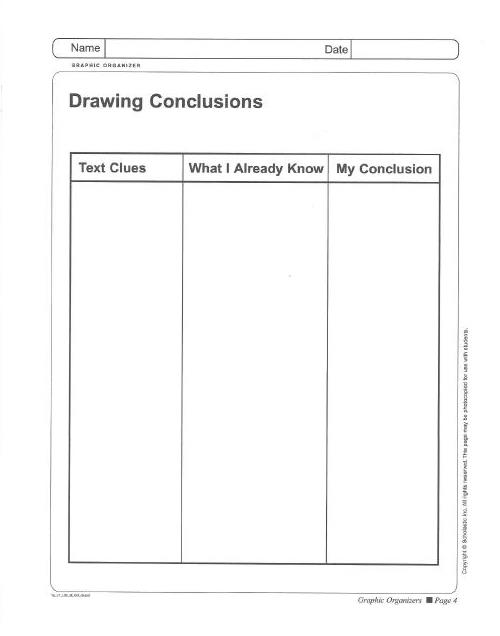 Name Date
GRAPHIC ORGANIZER
Drawing Conclusions
Text Clues What I Already Know My Conclusion
Copyright © Scholastic Inc. All rights reserved. This page may be photocopied for use with students.
Graphic Organizers ■ Page 4